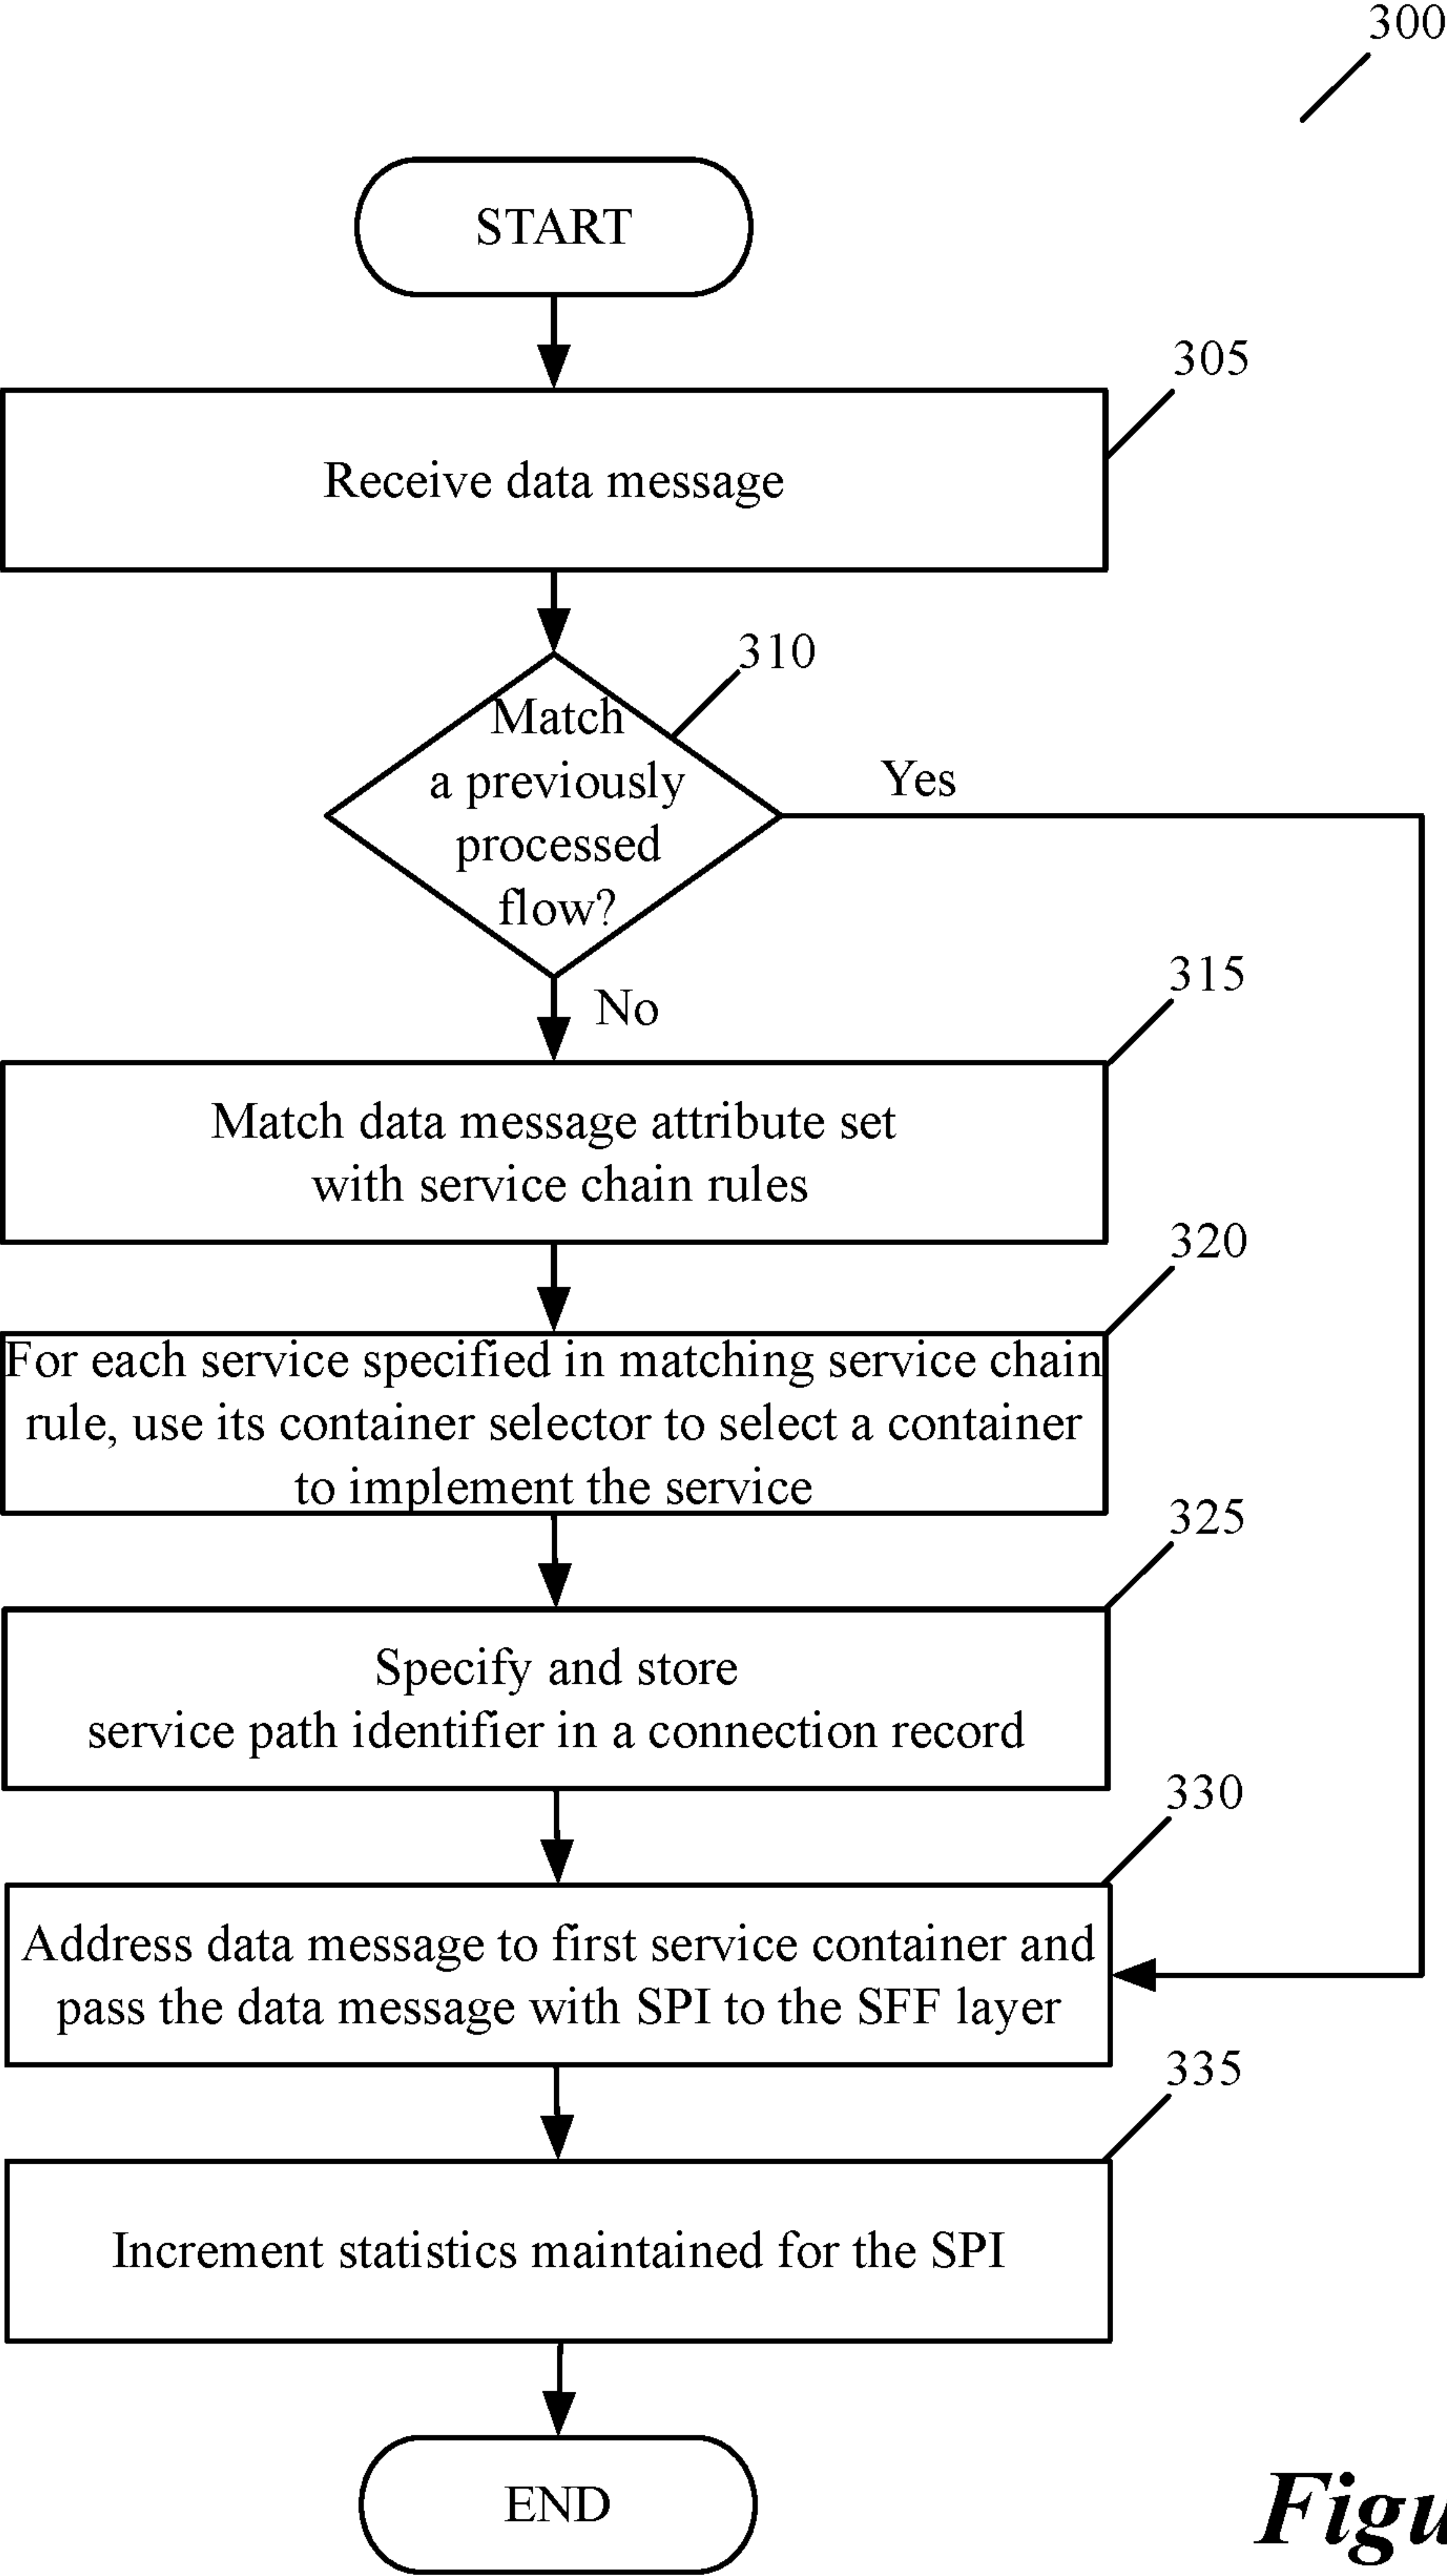 300
START
305
Receive data message
310
Match
a previously
processed
flow?
Yes
No
315
Match data message attribute set
with service chain rules
320
For each service specified in matching service chain
rule, use its container selector to select a container
to implement the service
325
Specify and store
service path identifier in a connection record
330
Address data message to first service container and
pass the data message with SPI to the SFF layer
335
Increment statistics maintained for the SPI
END